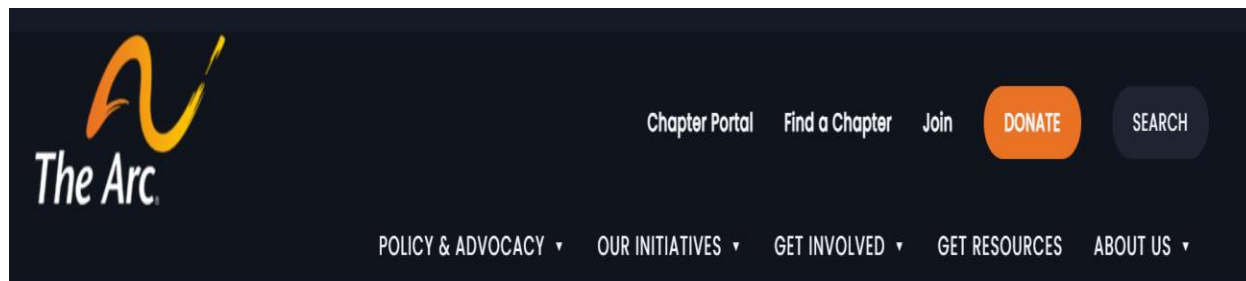 The Arc®
Chapter Portal Find a Chapter Join DONATE SEARCH
POLICY & ADVOCACY ▾ OUR INITIATIVES ▾ GET INVOLVED ▾ GET RESOURCES ABOUT US ▾